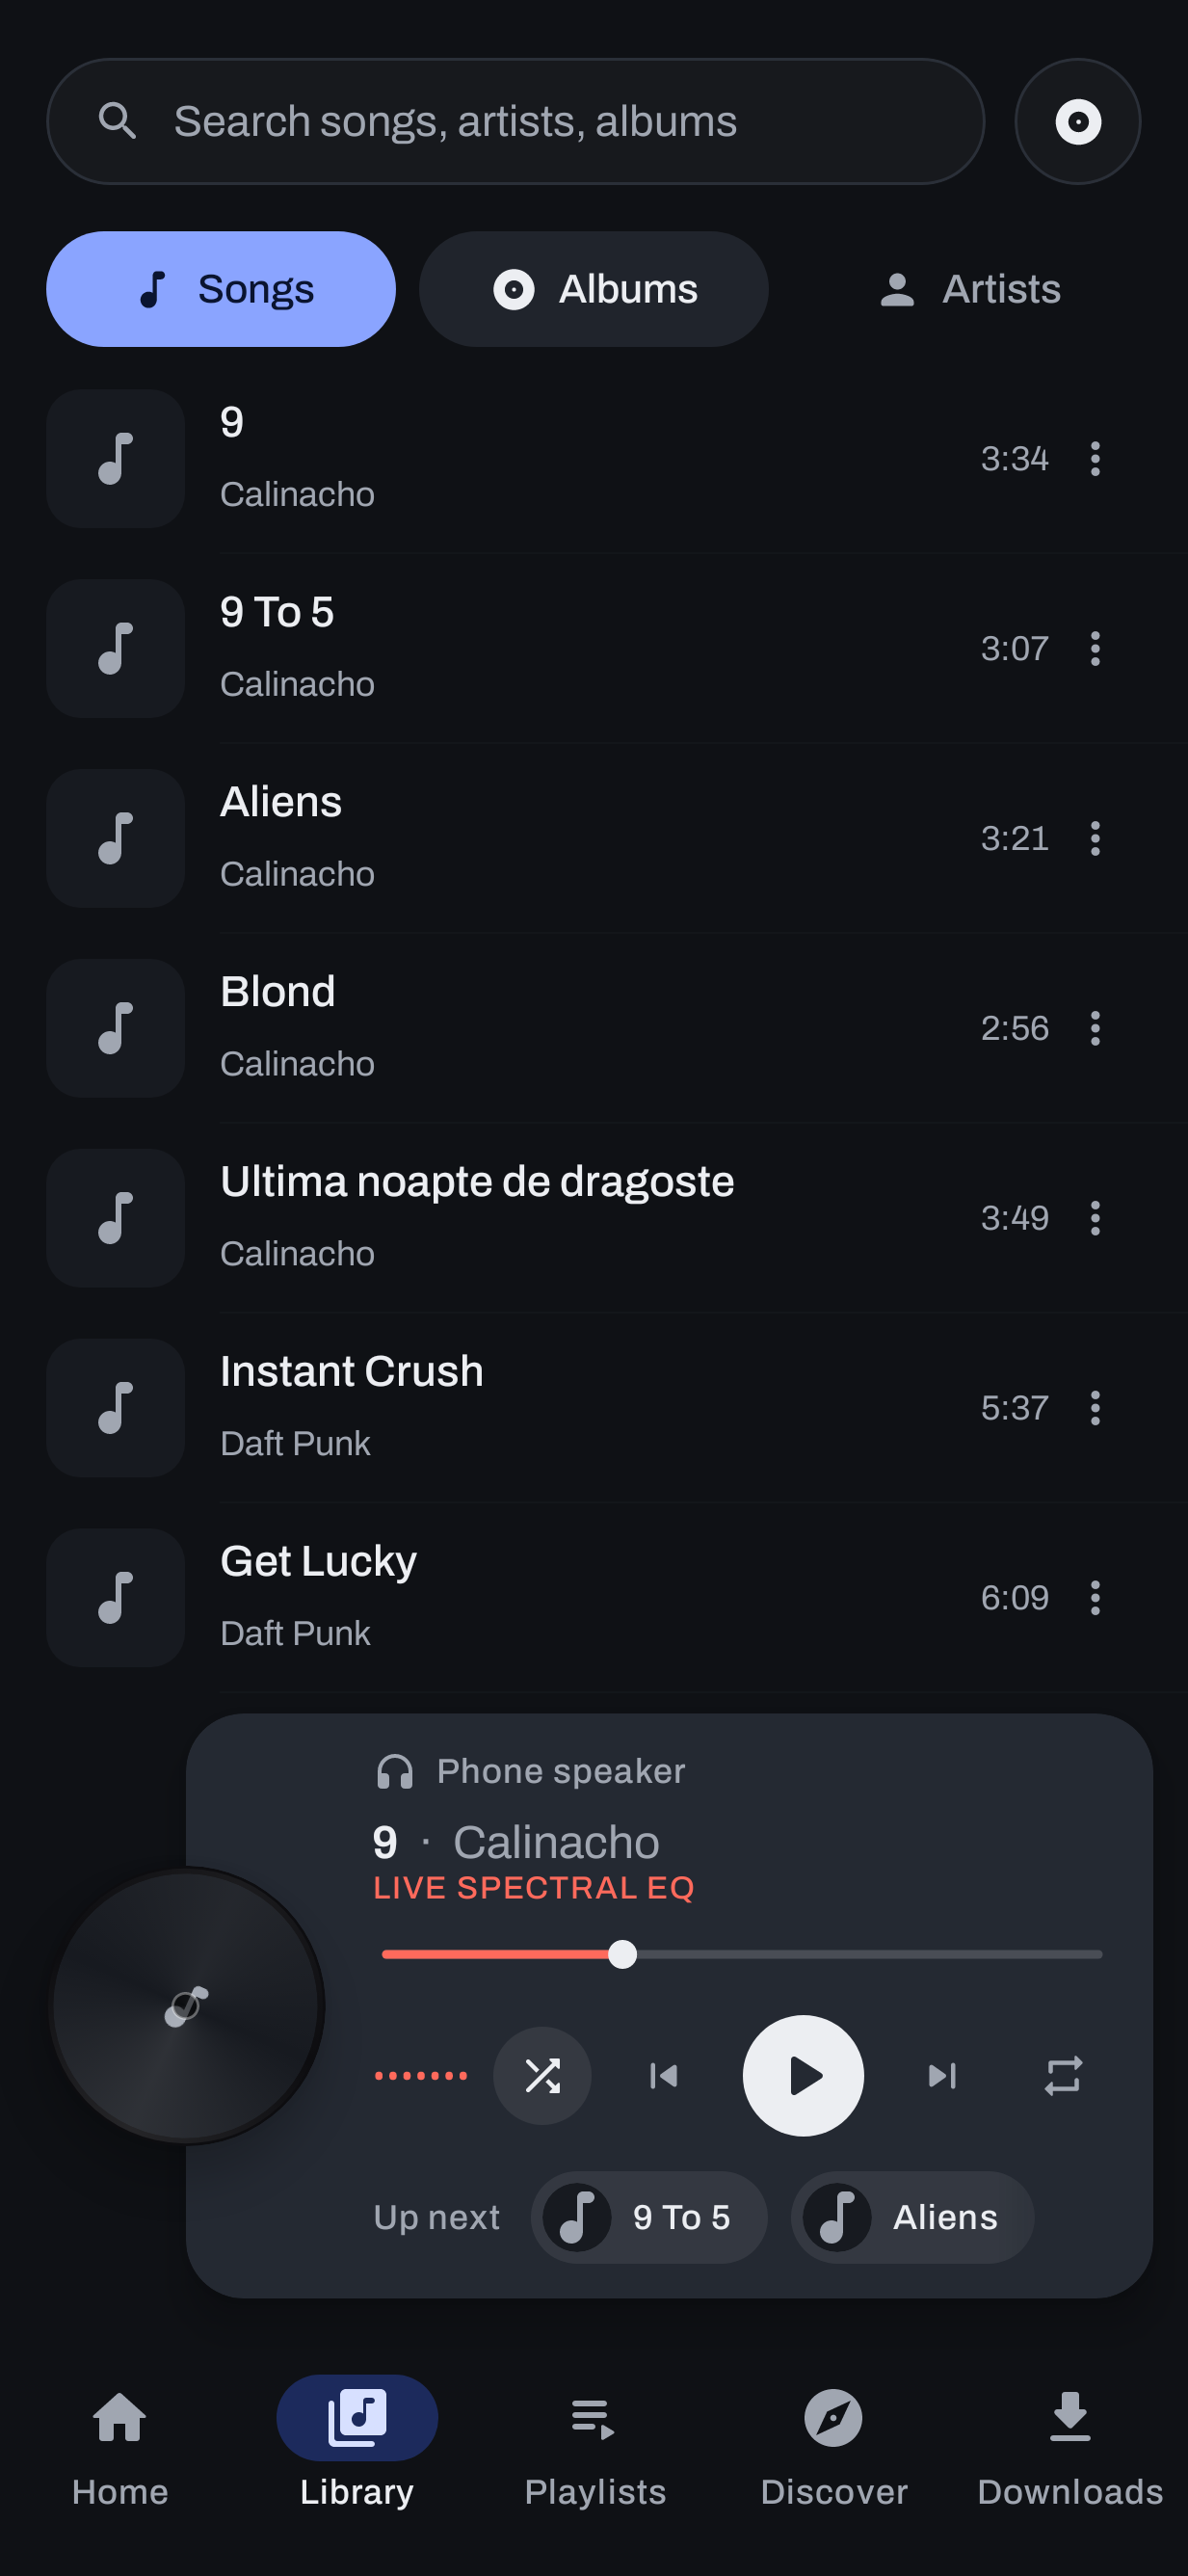 Search songs, artists, albums
Songs
Albums
Artists
9
Calinacho
3:34
9 To 5
Calinacho
3:07
Aliens
Calinacho
3:21
Blond
Calinacho
2:56
Ultima noapte de dragoste
Calinacho
3:49
Instant Crush
Daft Punk
5:37
Get Lucky
Daft Punk
6:09
Phone speaker
9 · Calinacho
LIVE SPECTRAL EQ
Up next
9 To 5
Aliens
Home
Library
Playlists
Discover
Downloads